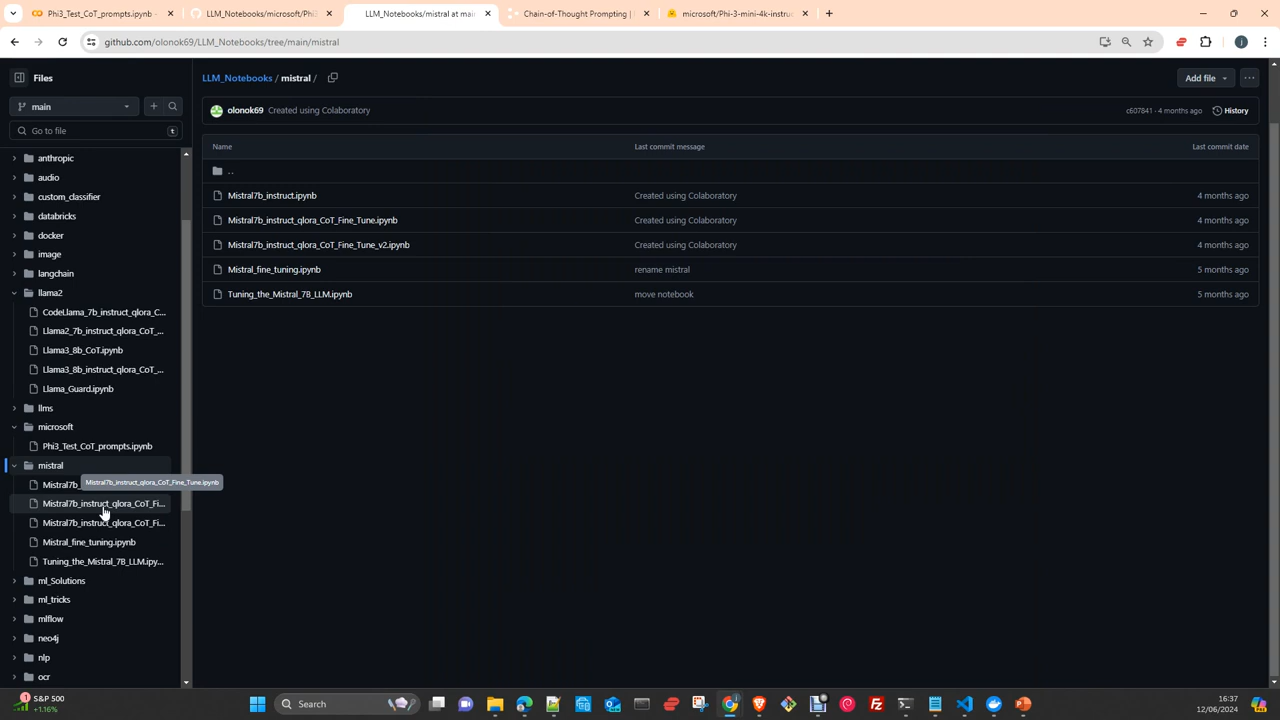 Phi3_Test_CoT_prompts.ipynb -
LLM_Notebooks/microsoft/Phi3
LLM_Notebooks/mistral at main
Chain-of-Thought Prompting |
microsoft/Phi-3-mini-4k-instruc
github.com/olonok69/LLM_Notebooks/tree/main/mistral
Files
main
Go to file
t
anthropic
audio
custom_classifier
databricks
docker
image
langchain
llama2
CodeLlama_7b_instruct_qlora_C...
Llama2_7b_instruct_qlora_CoT_...
Llama3_8b_CoT.ipynb
Llama3_8b_instruct_qlora_CoT_...
Llama_Guard.ipynb
llms
microsoft
Phi3_Test_CoT_prompts.ipynb
mistral
Mistral7b_instruct_qlora_CoT_Fine_Tune.ipynb
Mistral7b_
Mistral7b_instruct_qlora_CoT_Fi...
Mistral7b_instruct_qlora_CoT_Fi...
Mistral_fine_tuning.ipynb
Tuning_the_Mistral_7B_LLM.ipy...
ml_Solutions
ml_tricks
mlflow
neo4j
nlp
ocr
LLM_Notebooks / mistral /
Add file
olonok69 Created using Colaboratory
c607841 · 4 months ago
History
Name Last commit message Last commit date
..
Mistral7b_instruct.ipynb Created using Colaboratory 4 months ago
Mistral7b_instruct_qlora_CoT_Fine_Tune.ipynb Created using Colaboratory 4 months ago
Mistral7b_instruct_qlora_CoT_Fine_Tune_v2.ipynb Created using Colaboratory 4 months ago
Mistral_fine_tuning.ipynb rename mistral 5 months ago
Tuning_the_Mistral_7B_LLM.ipynb move notebook 5 months ago
1
S&P 500
+1.16%
Search
16:37
12/06/2024